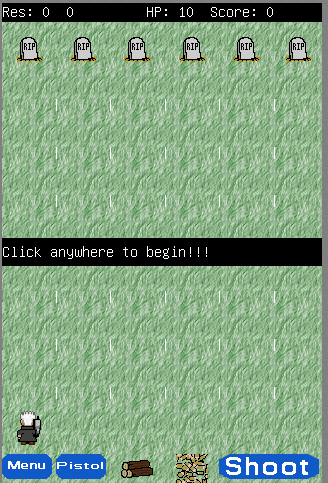 Res: 0 0 HP: 10 Score: 0
RIP RIP RIP RIP RIP RIP
Click anywhere to begin!!!
Menu Pistol Shoot